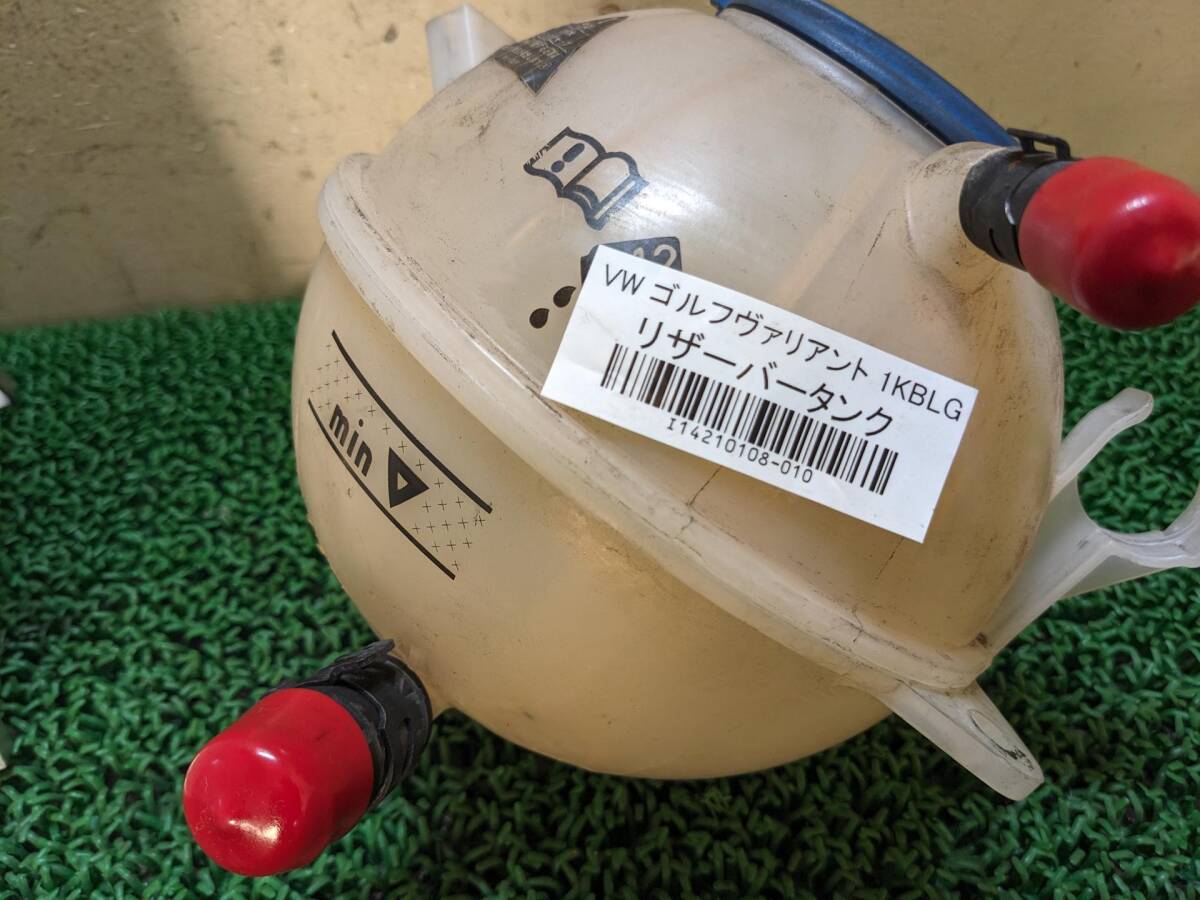 12
VW ゴルフヴァリアント 1KBLG
リザーバータンク
I14210108-010
min